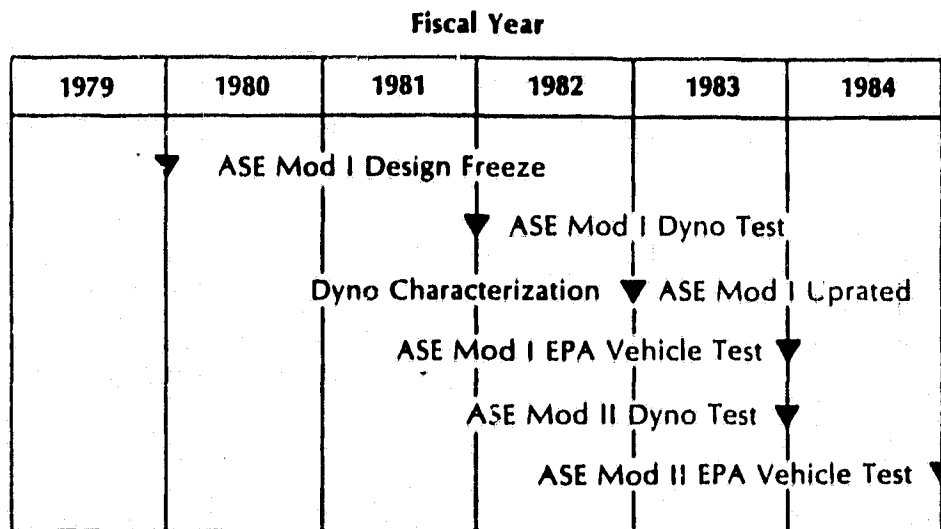 Fiscal Year
1979 1980 1981 1982 1983 1984
ASE Mod I Design Freeze
ASE Mod I Dyno Test
Dyno Characterization ASE Mod I Uprated
ASE Mod I EPA Vehicle Test
ASE Mod II Dyno Test
ASE Mod II EPA Vehicle Test